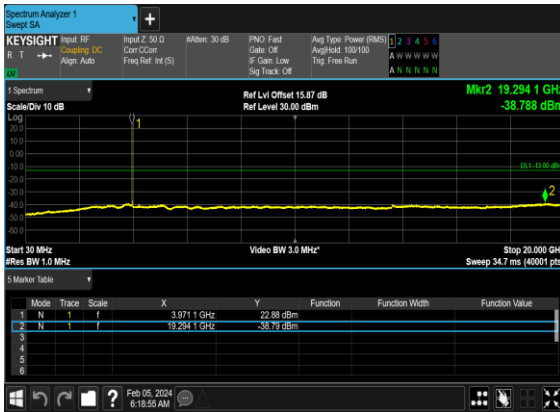 Spectrum Analyzer 1
Swept SA
KEYSIGHT Input: RF Input Z: 50 Ω #Atten: 30 dB PNO: Fast Avg Type: Power (RMS) 1 2 3 4 5 6
R T Coupling: DC Corr CCorr Gate: Off Avg|Hold: 100/100 A W W W W W
Align: Auto Freq Ref: Int (S) IF Gain: Low Trig: Free Run
Sig Track: Off A N N N N N
1 Spectrum Ref Lvl Offset 15.87 dB Mkr2 19.294 1 GHz
Scale/Div 10 dB Ref Level 30.00 dBm -38.788 dBm
Log
20.0
10.0
0.00
-10.0
DL1 -13.00 dBm
-20.0
-30.0
-40.0
-50.0
-60.0
1
2
Start 30 MHz Video BW 3.0 MHz* Stop 20.000 GHz
#Res BW 1.0 MHz Sweep 34.7 ms (40001 pts)
5 Marker Table
Mode Trace Scale X Y Function Function Width Function Value
1 N 1 f 3.971 1 GHz 22.88 dBm
2 N 1 f 19.294 1 GHz -38.79 dBm
3
4
5
6
? Feb 05, 2024
6:18:55 AM